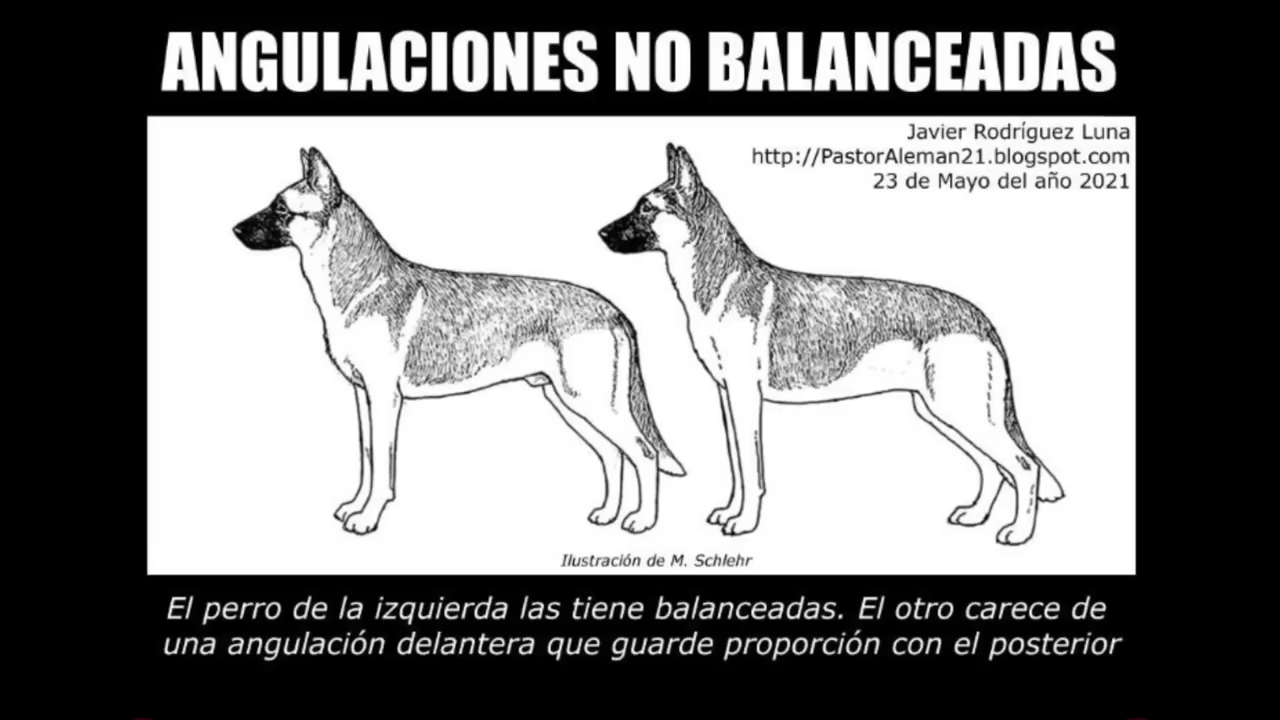 ANGULACIONES NO BALANCEADAS
Javier Rodríguez Luna
http://PastorAleman21.blogspot.com
23 de Mayo del año 2021
Ilustración de M. Schlehr
El perro de la izquierda las tiene balanceadas. El otro carece de
una angulación delantera que guarde proporción con el posterior